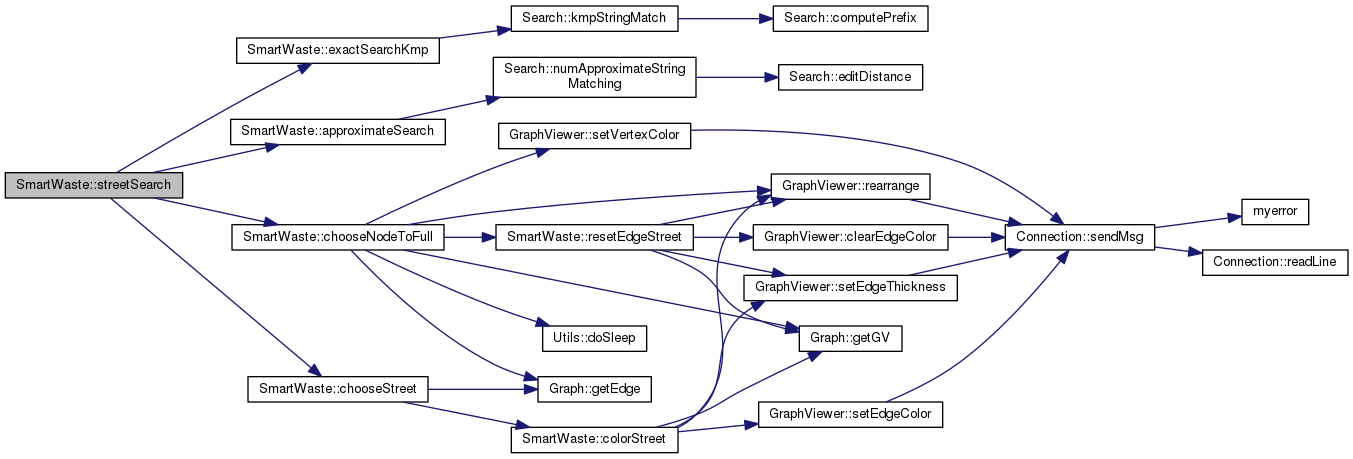 SmartWaste::streetSearch
SmartWaste::exactSearchKmp
Search::kmpStringMatch
Search::computePrefix
SmartWaste::approximateSearch
Search::numApproximateString
Matching
Search::editDistance
SmartWaste::chooseNodeToFull
GraphViewer::setVertexColor
GraphViewer::rearrange
SmartWaste::resetEdgeStreet
GraphViewer::clearEdgeColor
GraphViewer::setEdgeThickness
Connection::sendMsg
myerror
Connection::readLine
Utils::doSleep
Graph::getGV
SmartWaste::chooseStreet
Graph::getEdge
SmartWaste::colorStreet
GraphViewer::setEdgeColor